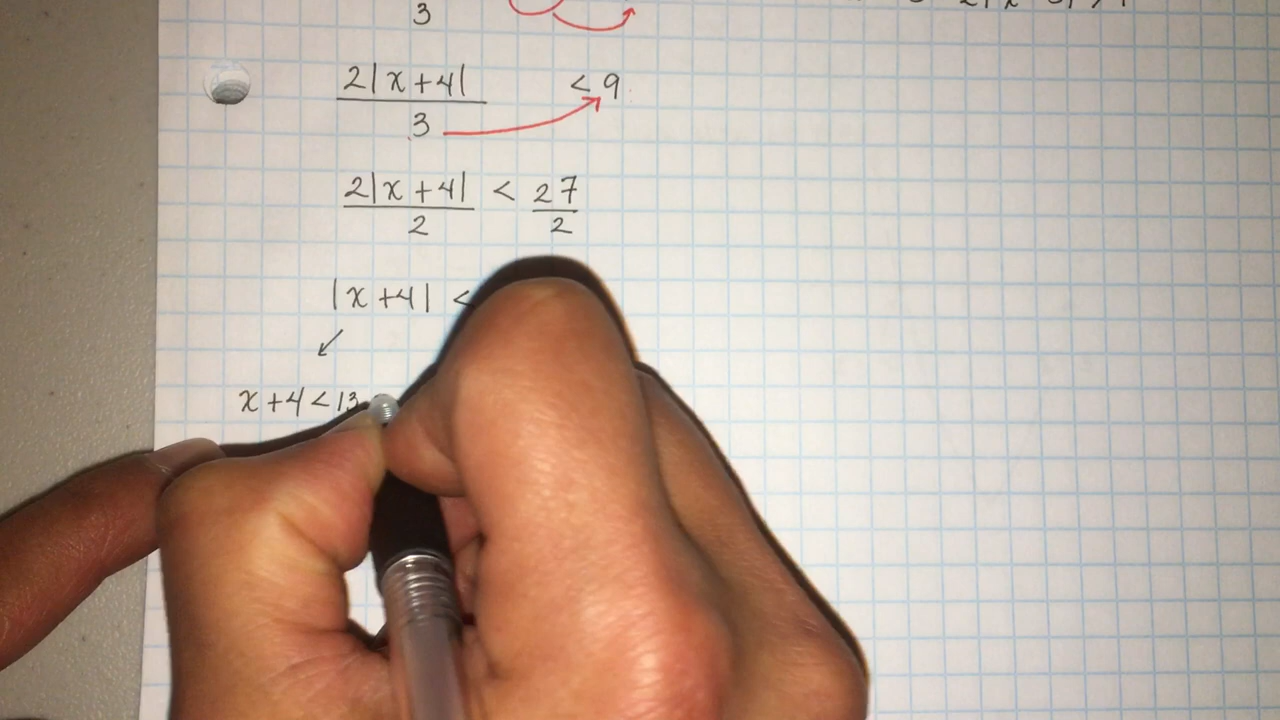 3
2|x+4| < 9
3
2|x+4| < 27
2 2
|x+4| <
x+4<13